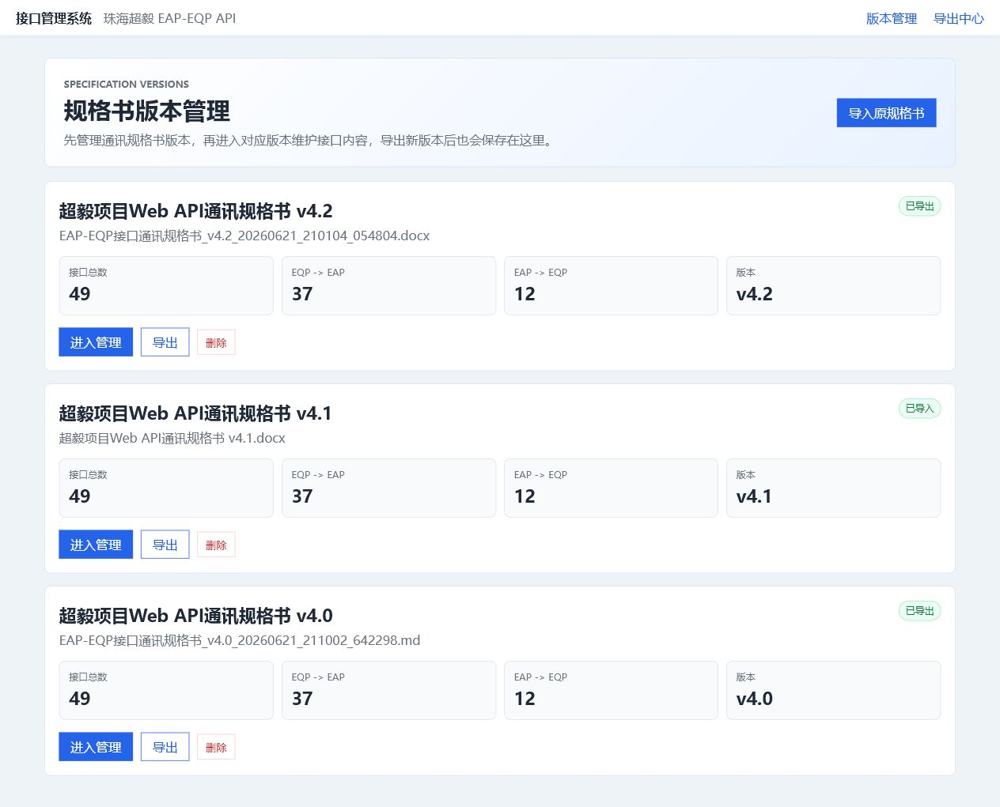 接口管理系统 珠海超毅 EAP-EQP API 版本管理 导出中心
SPECIFICATION VERSIONS
规格书版本管理
先管理通讯规格书版本，再进入对应版本维护接口内容，导出新版本后也会保存在这里。
导入原规格书
超毅项目Web API通讯规格书 v4.2
已导出
EAP-EQP接口通讯规格书_v4.2_20260621_210104_054804.docx
接口总数 EQP -> EAP EAP -> EQP 版本
49 37 12 v4.2
进入管理 导出 删除
超毅项目Web API通讯规格书 v4.1
已导入
超毅项目Web API通讯规格书 v4.1.docx
接口总数 EQP -> EAP EAP -> EQP 版本
49 37 12 v4.1
进入管理 导出 删除
超毅项目Web API通讯规格书 v4.0
已导出
EAP-EQP接口通讯规格书_v4.0_20260621_211002_642298.md
接口总数 EQP -> EAP EAP -> EQP 版本
49 37 12 v4.0
进入管理 导出 删除